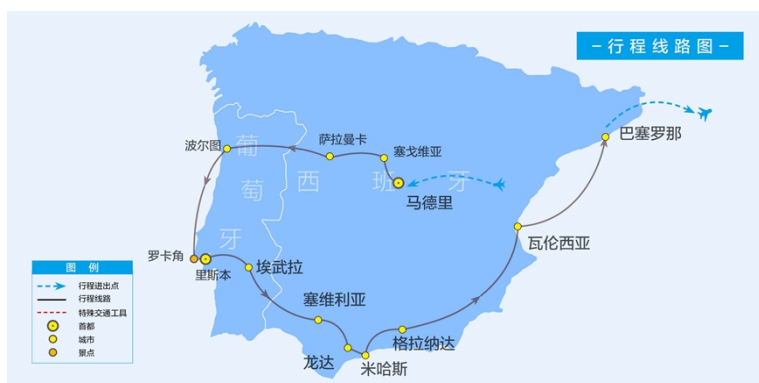 －行程线路图－
巴塞罗那
萨拉曼卡
波尔图
塞戈维亚
葡萄牙
西班牙
马德里
瓦伦西亚
罗卡角
里斯本
埃武拉
塞维利亚
格拉纳达
龙达
米哈斯
图 例
行程进出点
行程线路
特殊交通工具
首都
城市
景点